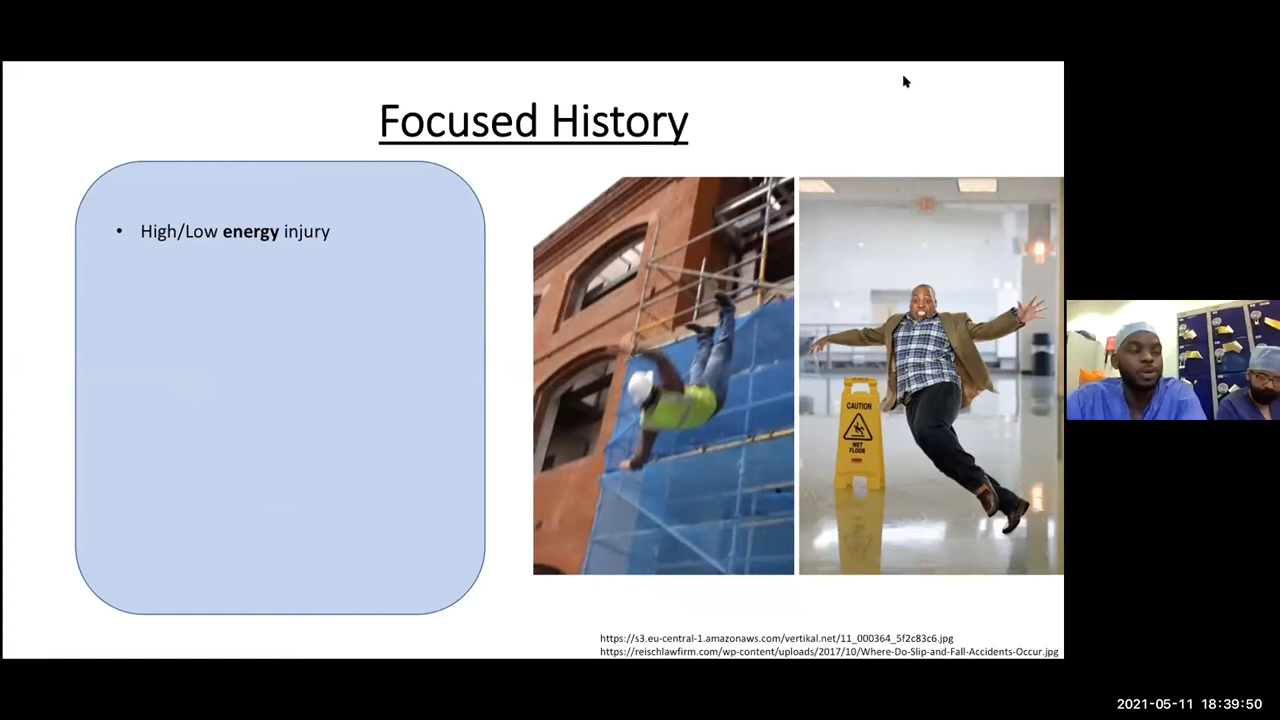 Focused History
• High/Low energy injury
CAUTION
WET
FLOOR
https://s3.eu-central-1.amazonaws.com/vertikal.net/11_000364_5f2c83c6.jpg
https://reischlawfirm.com/wp-content/uploads/2017/10/Where-Do-Slip-and-Fall-Accidents-Occur.jpg
2021-05-11 18:39:50